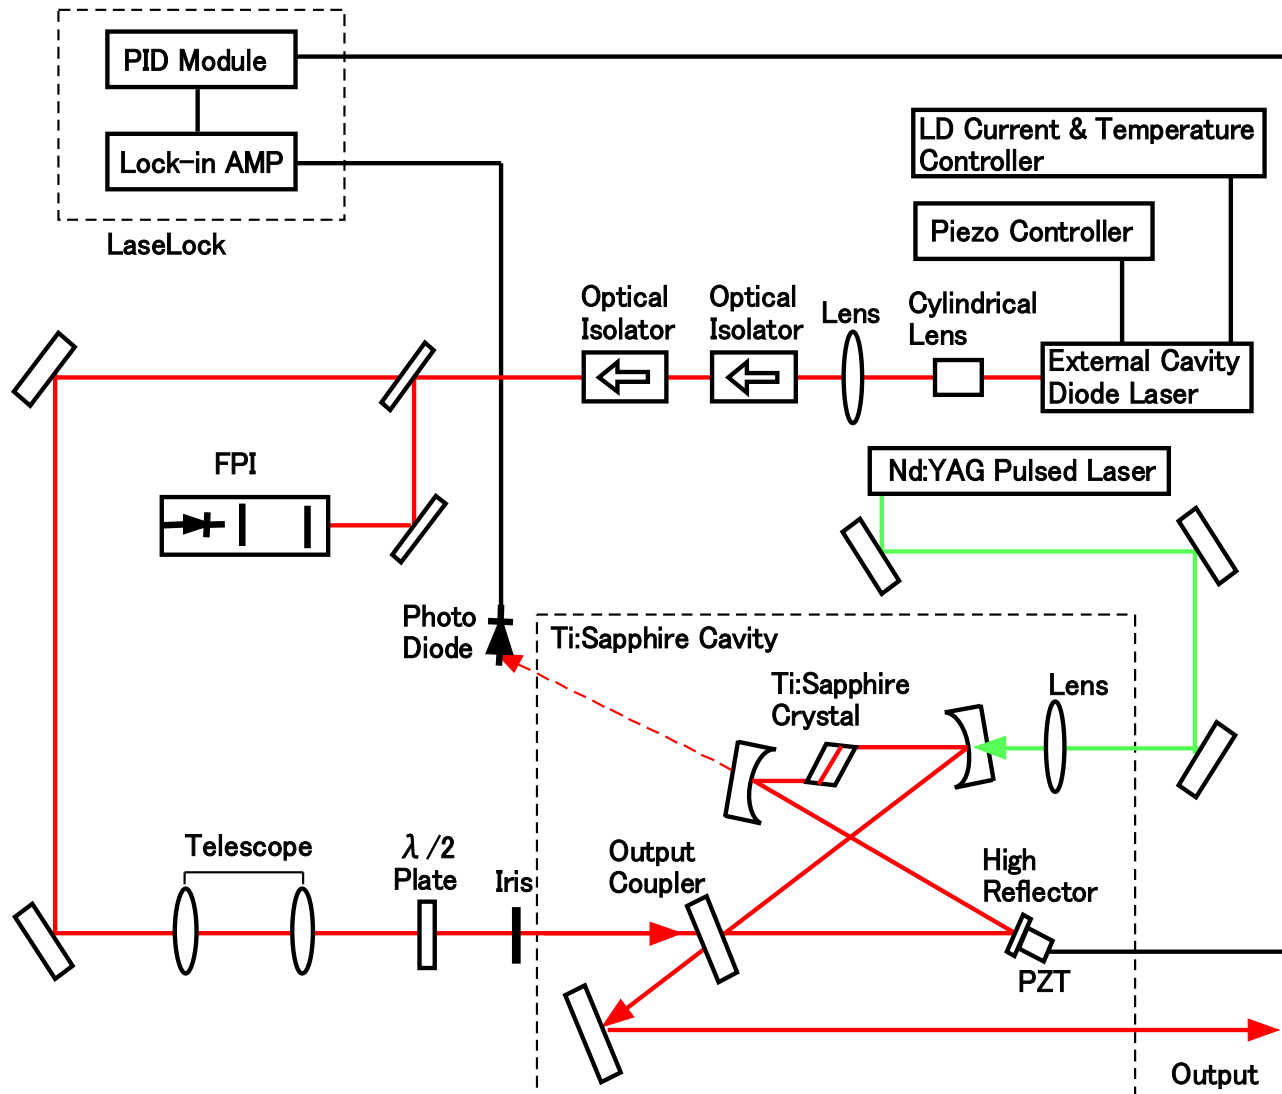 PID Module
Lock-in AMP
LaseLock
LD Current & Temperature
Controller
Piezo Controller
Optical
Isolator
Optical
Isolator
Lens
Cylindrical
Lens
External Cavity
Diode Laser
FPI
Nd:YAG Pulsed Laser
Photo
Diode
Ti:Sapphire Cavity
Ti:Sapphire
Crystal
Lens
Telescope
λ/2
Plate
Iris
Output
Coupler
High
Reflector
PZT
Output